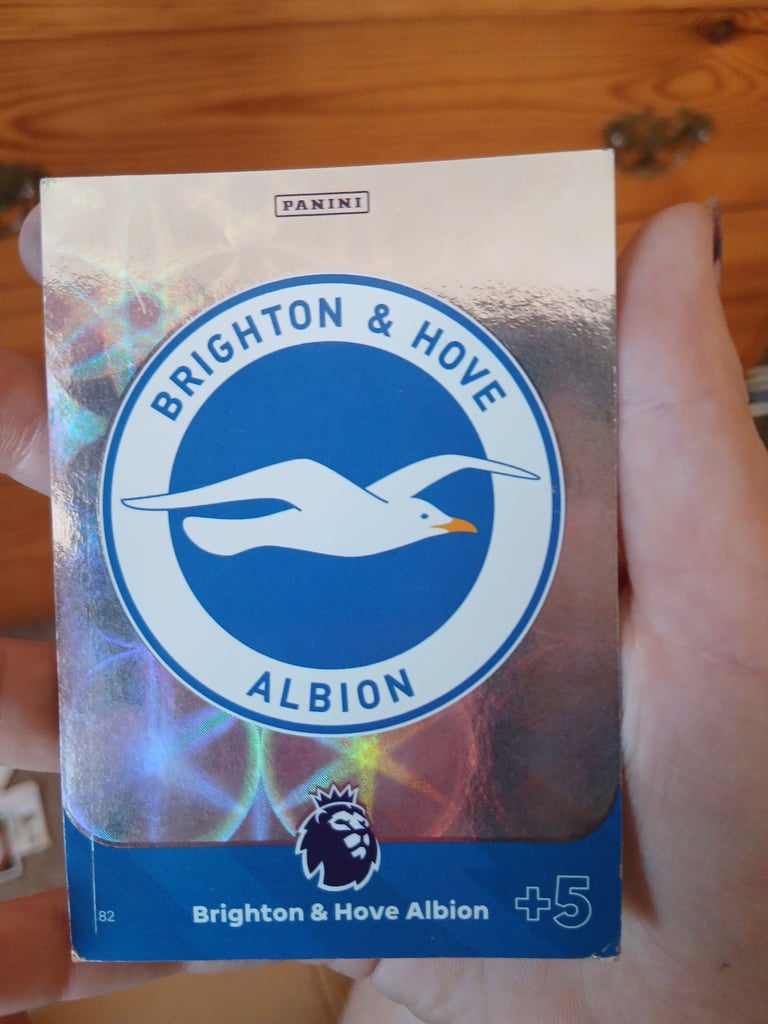 PANINI
BRIGHTON & HOVE
ALBION
82
Brighton & Hove Albion
+5